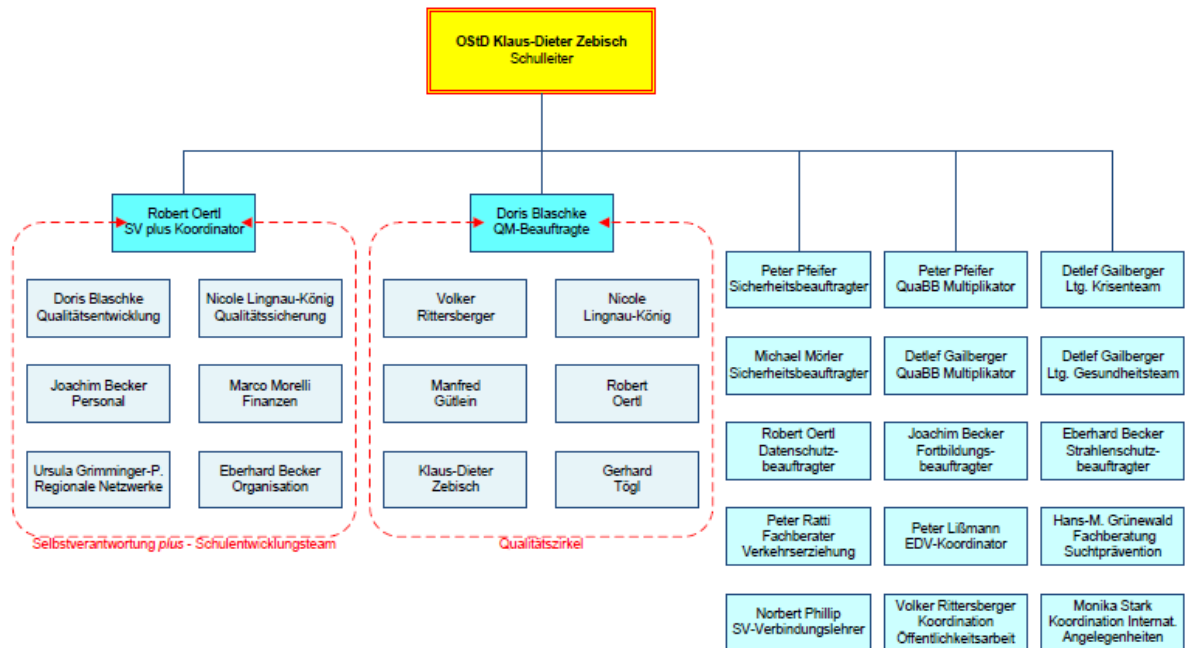 OStD Klaus-Dieter Zebisch
Schulleiter
Robert Oertl
SV plus Koordinator
Doris Blaschke
Qualitätsentwicklung
Nicole Lingnau-König
Qualitätssicherung
Joachim Becker
Personal
Marco Morelli
Finanzen
Ursula Grimminger-P.
Regionale Netzwerke
Eberhard Becker
Organisation
Selbstverantwortung plus - Schulentwicklungsteam
Doris Blaschke
QM-Beauftragte
Volker
Rittersberger
Nicole
Lingnau-König
Manfred
Gütlein
Robert
Oertl
Klaus-Dieter
Zebisch
Gerhard
Tögl
Qualitätszirkel
Peter Pfeifer
Sicherheitsbeauftragter
Peter Pfeifer
QuaBB Multiplikator
Detlef Gailberger
Ltg. Krisenteam
Michael Mörler
Sicherheitsbeauftragter
Detlef Gailberger
QuaBB Multiplikator
Detlef Gailberger
Ltg. Gesundheitsteam
Robert Oertl
Datenschutz-
beauftragter
Joachim Becker
Fortbildungs-
beauftragter
Eberhard Becker
Strahlenschutz-
beauftragter
Peter Ratti
Fachberater
Verkehrserziehung
Peter Lißmann
EDV-Koordinator
Hans-M. Grünewald
Fachberatung
Suchtprävention
Norbert Phillip
SV-Verbindungslehrer
Volker Rittersberger
Koordination
Öffentlichkeitsarbeit
Monika Stark
Koordination Internat.
Angelegenheiten